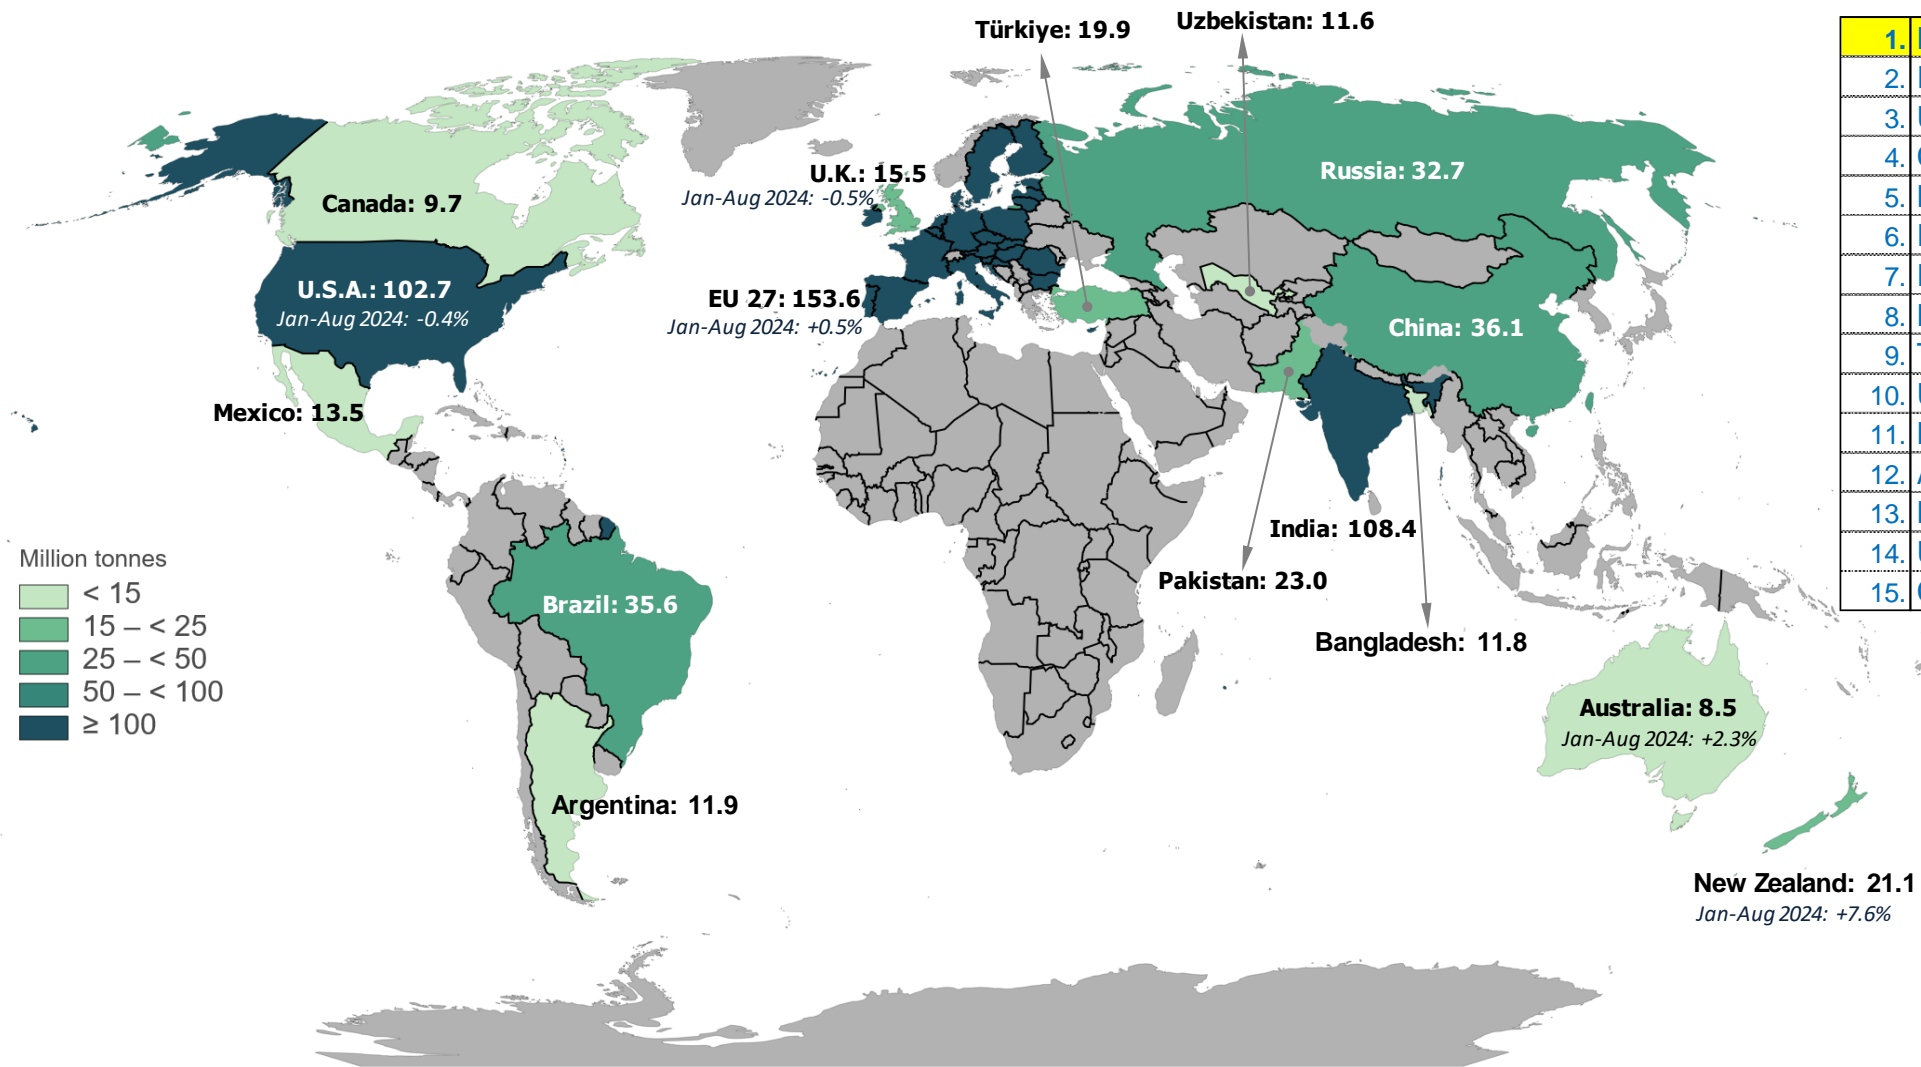 Türkiye: 19.9
Uzbekistan: 11.6
U.K.: 15.5
Jan-Aug 2024: -0.5%
Russia: 32.7
Canada: 9.7
U.S.A.: 102.7
Jan-Aug 2024: -0.4%
EU 27: 153.6
Jan-Aug 2024: +0.5%
China: 36.1
Mexico: 13.5
India: 108.4
Pakistan: 23.0
Bangladesh: 11.8
Brazil: 35.6
Argentina: 11.9
Australia: 8.5
Jan-Aug 2024: +2.3%
New Zealand: 21.1
Jan-Aug 2024: +7.6%
Million tonnes
< 15
15 – < 25
25 – < 50
50 – < 100
≥ 100
1.
2.
3.
4.
5.
6.
7.
8.
9.
10.
11.
12.
13.
14.
15.